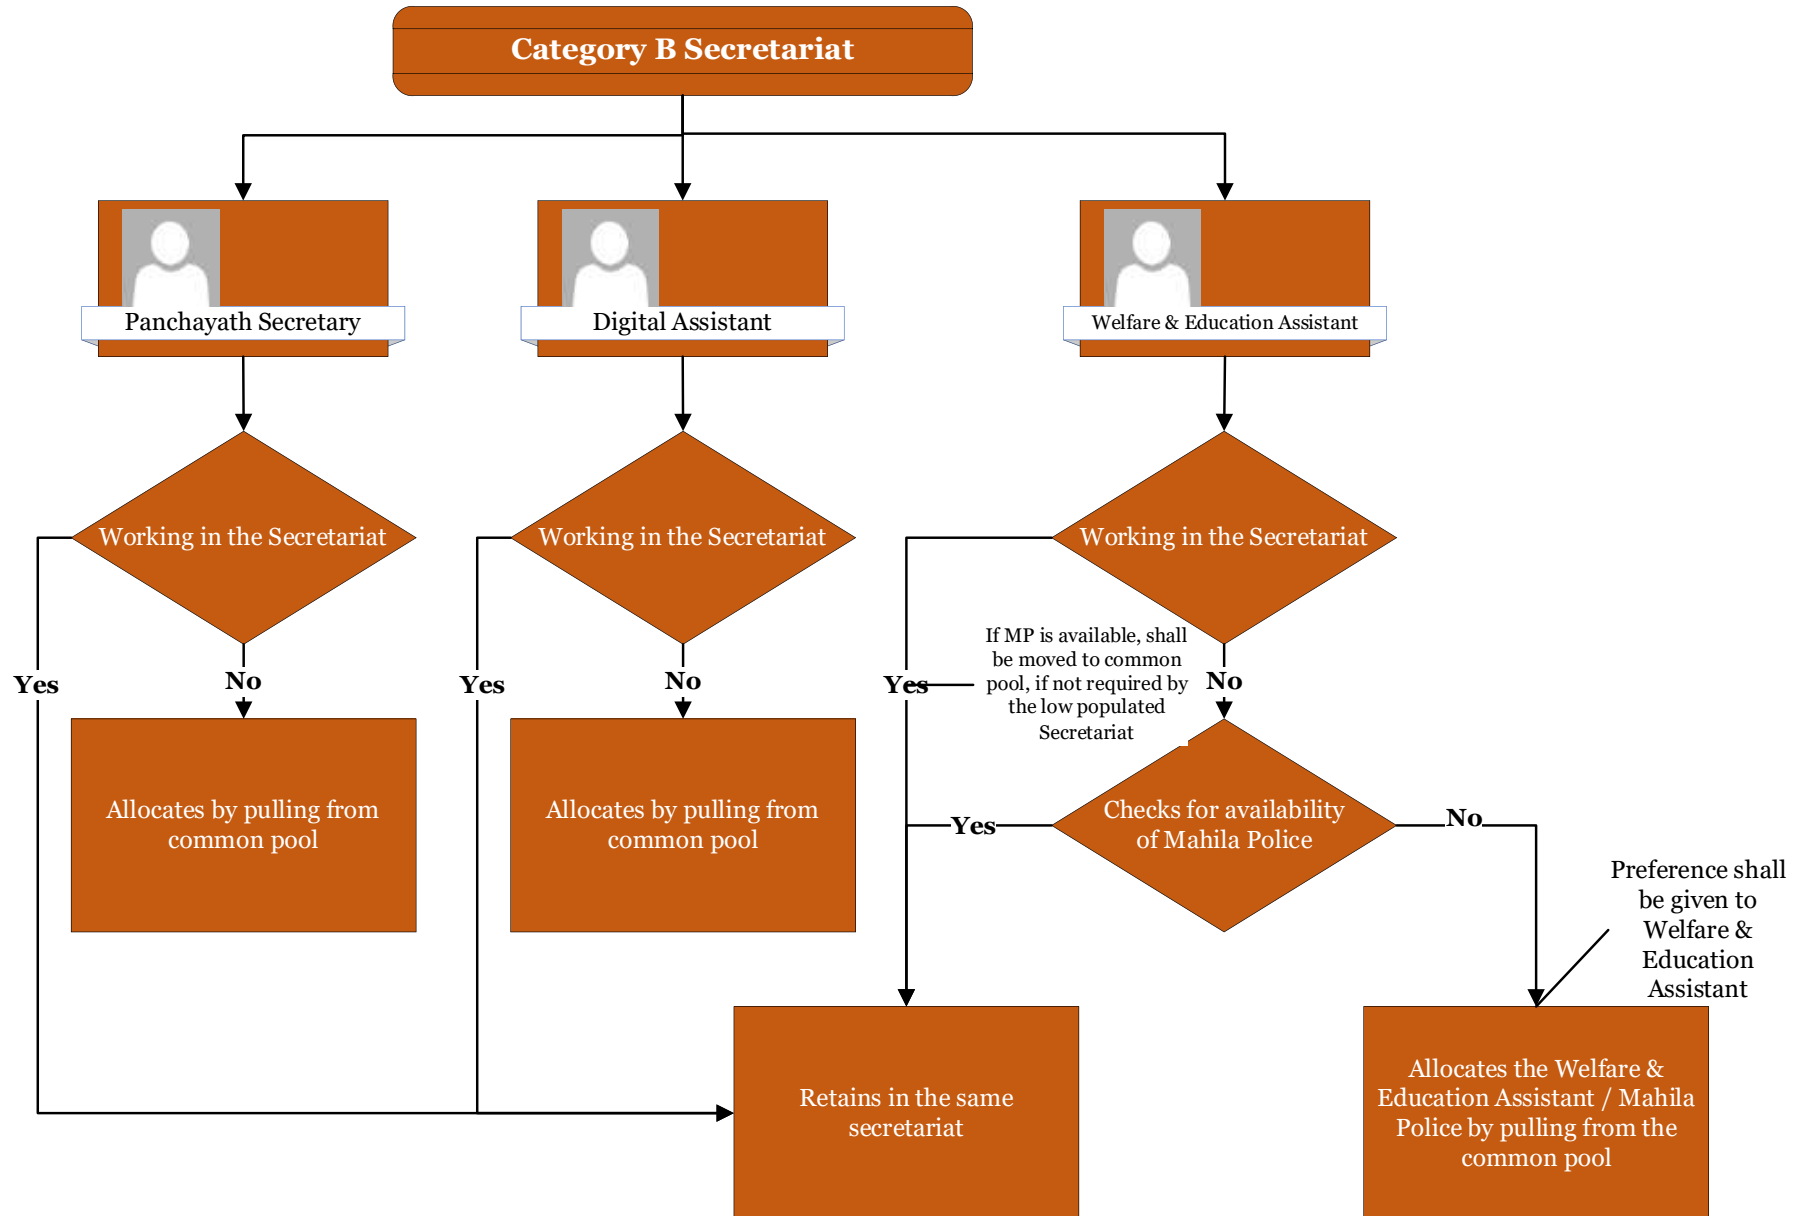 Category B Secretariat
Panchayath Secretary
Digital Assistant
Welfare & Education Assistant
Working in the Secretariat
Working in the Secretariat
Working in the Secretariat
If MP is available, shall
be moved to common
pool, if not required by
the low populated
Secretariat
Yes
No
Yes
No
Yes
No
Allocates by pulling from
common pool
Allocates by pulling from
common pool
Checks for availability
of Mahila Police
Yes
No
Preference shall
be given to
Welfare &
Education
Assistant
Retains in the same
secretariat
Allocates the Welfare &
Education Assistant / Mahila
Police by pulling from the
common pool